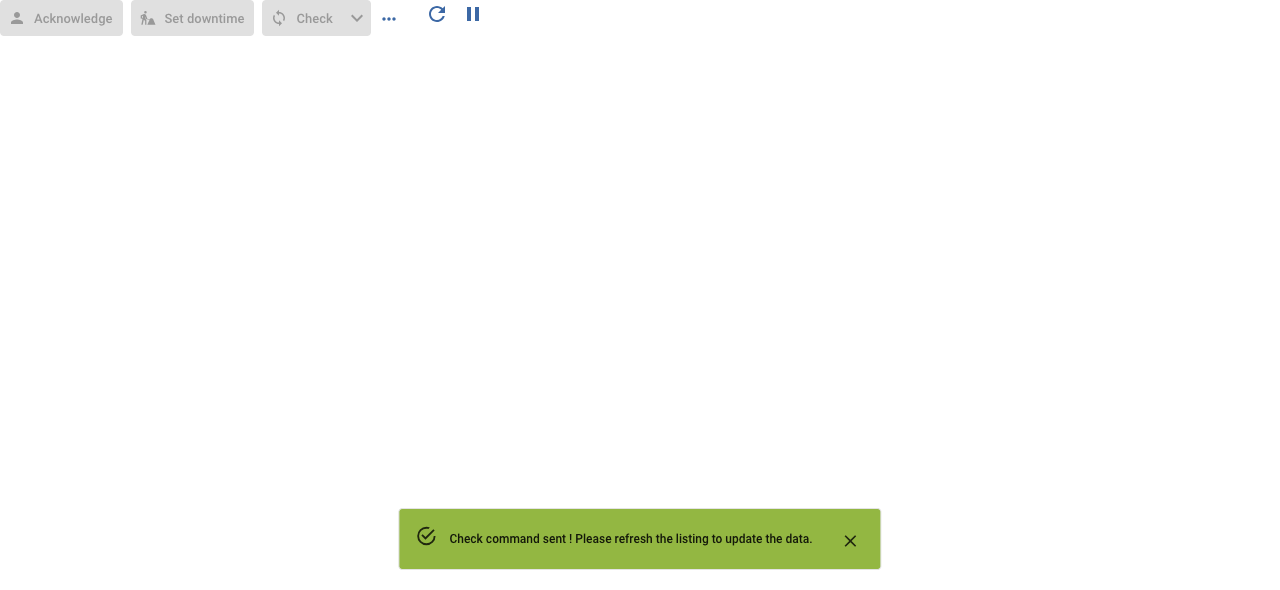 Acknowledge
Set downtime
Check
Check command sent ! Please refresh the listing to update the data.